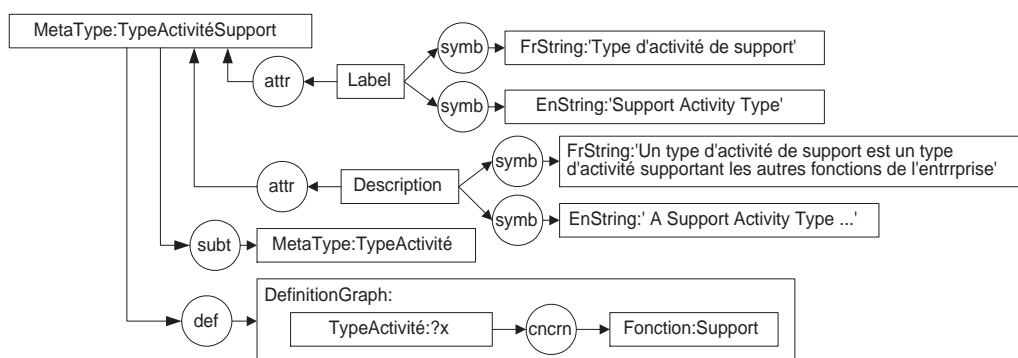 MetaType:TypeActivitéSupport
attr
Label
symb
FrString:'Type d'activité de support'
symb
EnString:'Support Activity Type'
attr
Description
symb
FrString:'Un type d'activité de support est un type
d'activité supportant les autres fonctions de l'entrrprise'
symb
EnString:' A Support Activity Type ...'
subt
MetaType:TypeActivité
def
DefinitionGraph:
TypeActivité:?x
cncrn
Fonction:Support